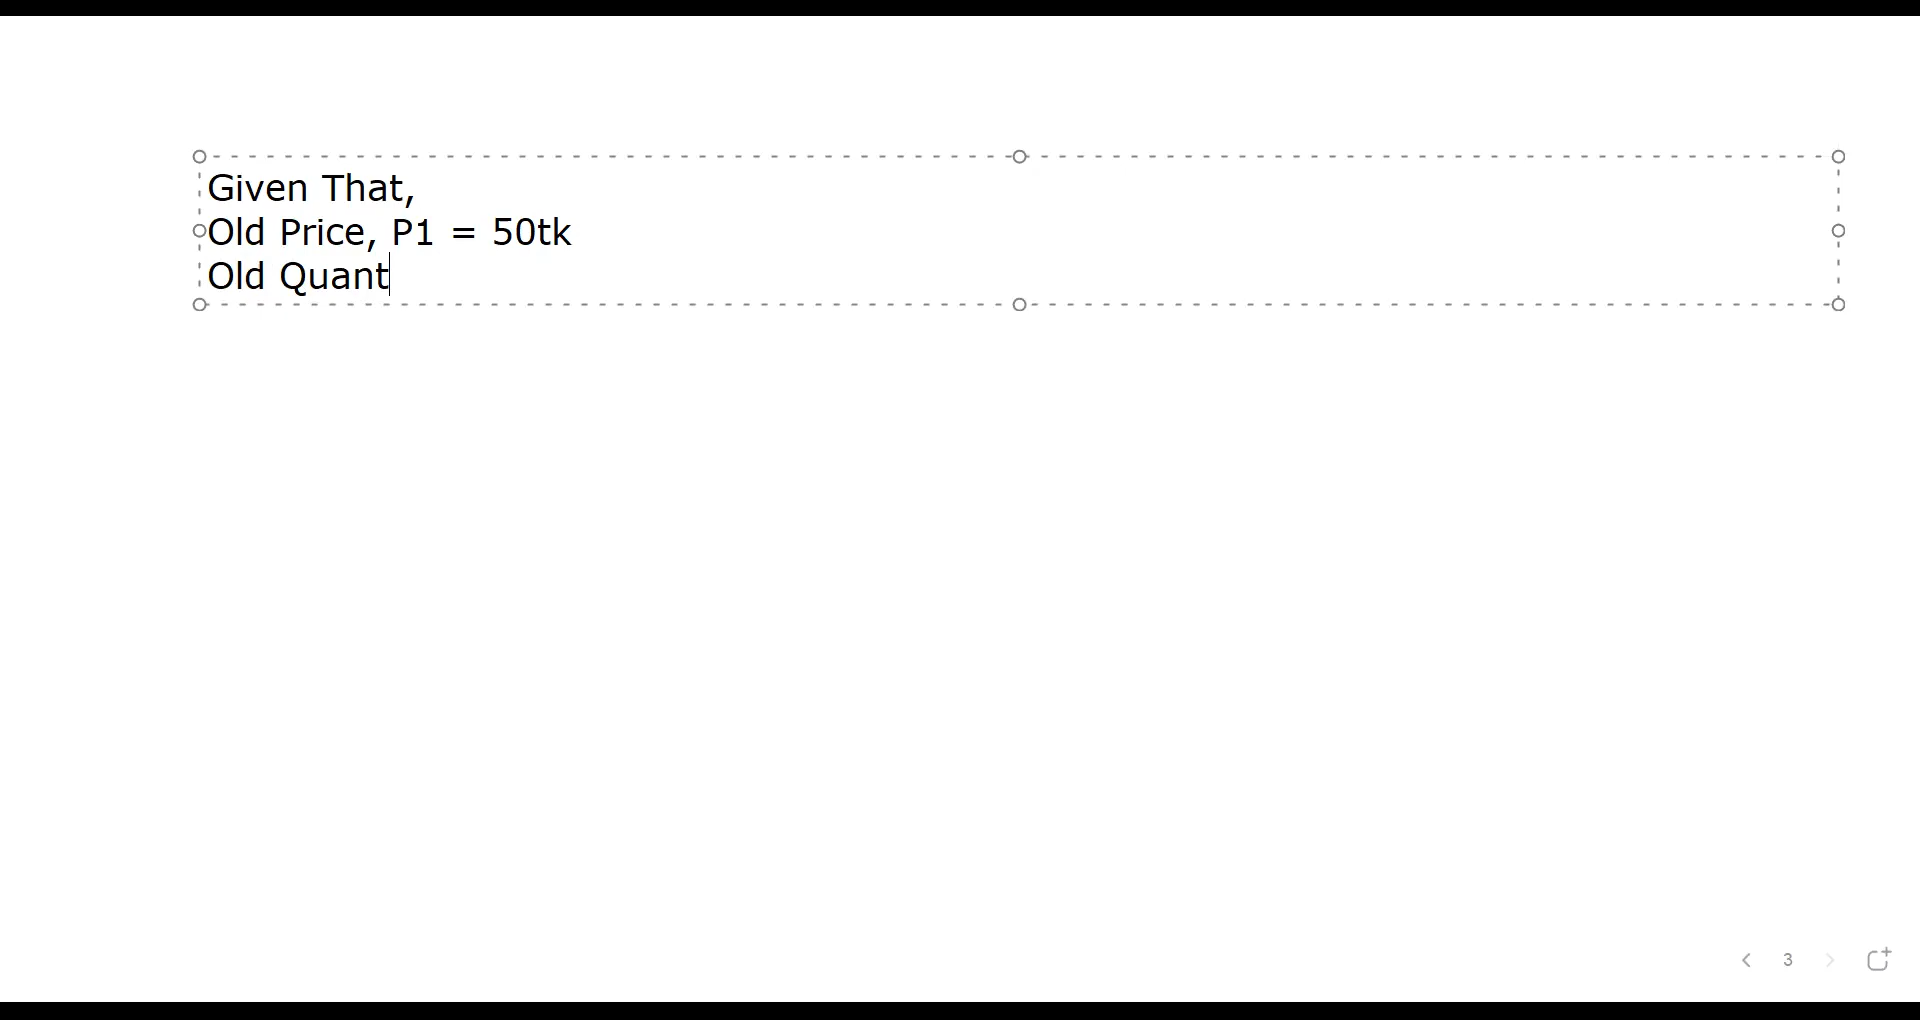 Given That,
Old Price, P1 = 50tk
Old Quant
3